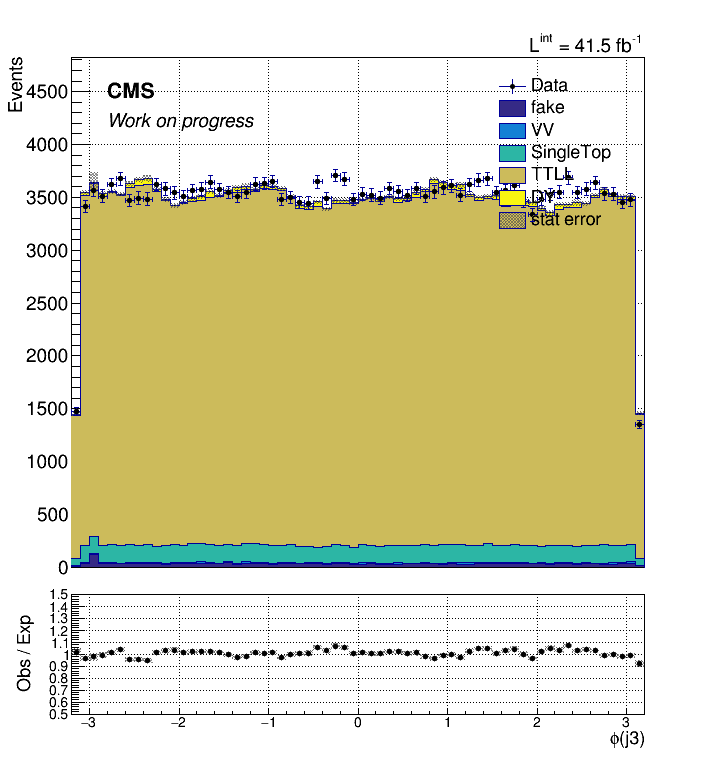 L^int = 41.5 fb^-1
Events
CMS
Work on progress
Data
fake
VV
SingleTop
TTLL
DY
stat error
4500
4000
3500
3000
2500
2000
1500
1000
500
0
Obs / Exp
1.5
1.4
1.3
1.2
1.1
1
0.9
0.8
0.7
0.6
0.5
−3 −2 −1 0 1 2 3
ϕ(j3)